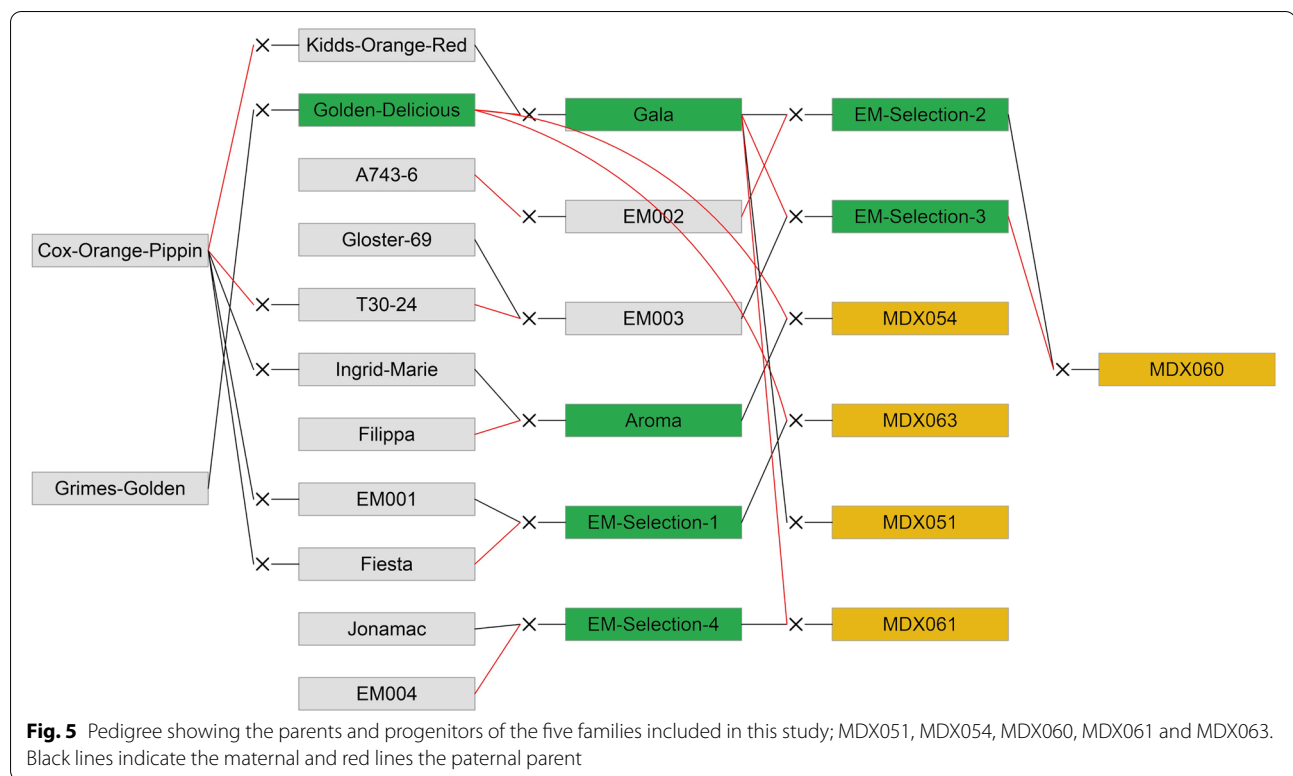 Kidds-Orange-Red
Golden-Delicious
Gala
EM-Selection-2
A743-6
EM002
EM-Selection-3
Gloster-69
Cox-Orange-Pippin
T30-24
EM003
MDX054
Ingrid-Marie
MDX060
Filippa
Aroma
MDX063
Grimes-Golden
EM001
EM-Selection-1
MDX051
Fiesta
Jonamac
EM-Selection-4
MDX061
EM004
Fig. 5 Pedigree showing the parents and progenitors of the five families included in this study; MDX051, MDX054, MDX060, MDX061 and MDX063.
Black lines indicate the maternal and red lines the paternal parent